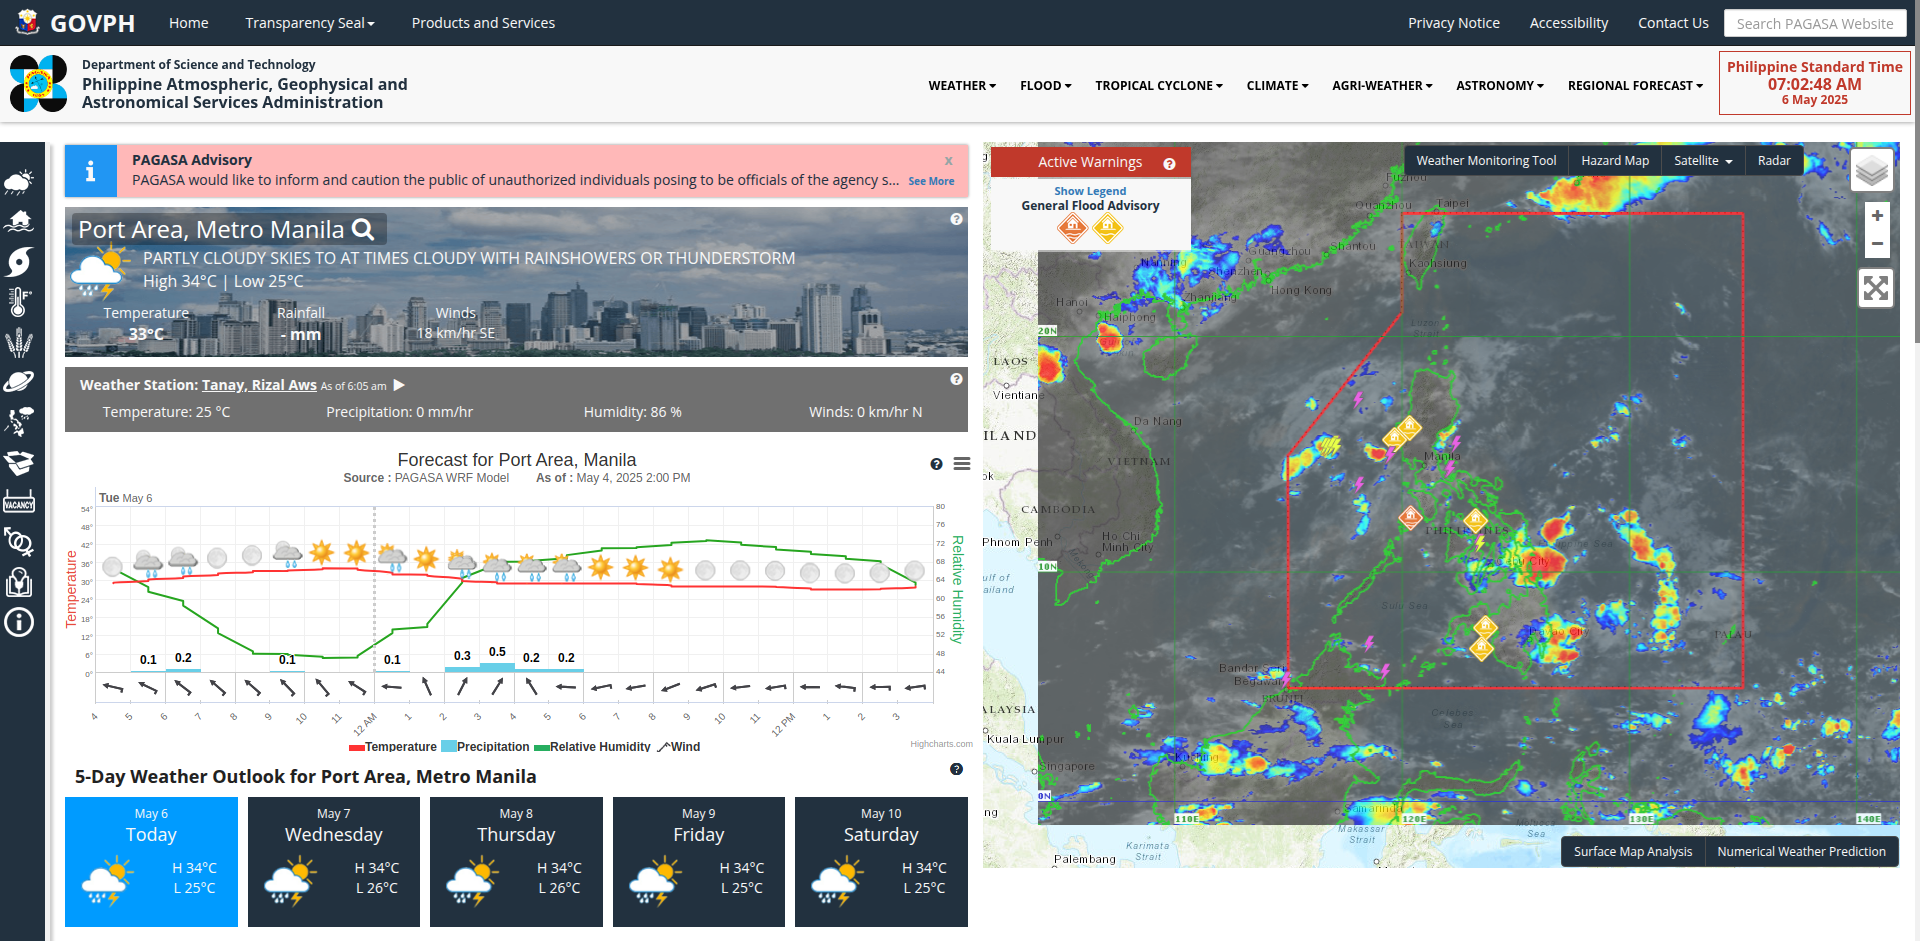 GOVPH
Home
Transparency Seal
Products and Services
Privacy Notice
Accessibility
Contact Us
Search PAGASA Website
Department of Science and Technology
Philippine Atmospheric, Geophysical and
Astronomical Services Administration
WEATHER
FLOOD
TROPICAL CYCLONE
CLIMATE
AGRI-WEATHER
ASTRONOMY
REGIONAL FORECAST
Philippine Standard Time
07:02:48 AM
6 May 2025
VACANCY
PAGASA Advisory
x
PAGASA would like to inform and caution the public of unauthorized individuals posing to be officials of the agency s... See More
Port Area, Metro Manila
PARTLY CLOUDY SKIES TO AT TIMES CLOUDY WITH RAINSHOWERS OR THUNDERSTORM
High 34°C | Low 25°C
Temperature Rainfall Winds
33°C - mm 18 km/hr SE
Weather Station: Tanay, Rizal Aws As of 6:05 am
Temperature: 25 °C Precipitation: 0 mm/hr Humidity: 86 % Winds: 0 km/hr N
Forecast for Port Area, Manila
Source : PAGASA WRF Model As of : May 4, 2025 2:00 PM
Tue May 6
54°
48°
42°
36°
30°
24°
18°
12°
6°
0°
Temperature
80
76
72
68
64
60
56
52
48
44
Relative Humidity
0.1 0.2 0.1 0.1 0.3 0.5 0.2 0.2
4 5 6 7 8 9 10 11 12 AM 1 2 3 4 5 6 7 8 9 10 11 12 PM 1 2 3
Temperature Precipitation Relative Humidity Wind
Highcharts.com
5-Day Weather Outlook for Port Area, Metro Manila
May 6
Today
H 34°C
L 25°C
May 7
Wednesday
H 34°C
L 26°C
May 8
Thursday
H 34°C
L 26°C
May 9
Friday
H 34°C
L 25°C
May 10
Saturday
H 34°C
L 25°C
Active Warnings
Show Legend
General Flood Advisory
Weather Monitoring Tool
Hazard Map
Satellite
Radar
+
−
Fuzhou
Quanzhou
Taipei
TAIWAN
Kaohsiung
Shantou
Guangzhou
Shenzhen
Hong Kong
Nanning
Zhanjiang
Hanoi
Haiphong
Luzon
Strait
20N
LAOS
Vientiane
Da Nang
ILAND
VIETNAM
Manila
ok
CAMBODIA
Phnom Penh
Ho Chi
Minh City
PHILIPPINES
10N
ulf of
ailand
Sulu Sea
Davao City
PALAU
Bandar Seri
Begawan
BRUNEI
ALAYSIA
Celebes
Sea
Kuala Lumpur
Kuching
Singapore
0N
ng
110E
Samarinda
120E
130E
140E
Makassar
Strait
Molucca
Sea
Karimata
Strait
Palembang
Surface Map Analysis
Numerical Weather Prediction